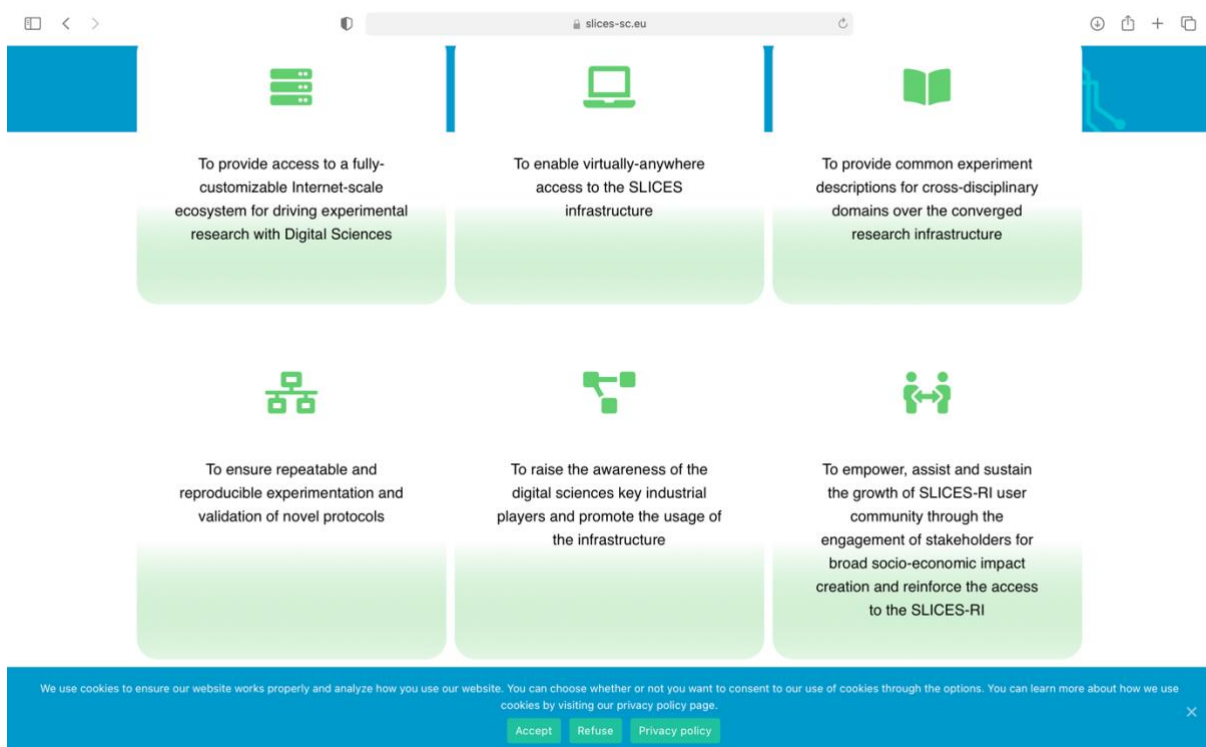 slices-sc.eu
To provide access to a fully-
customizable Internet-scale
ecosystem for driving experimental
research with Digital Sciences
To enable virtually-anywhere
access to the SLICES
infrastructure
To provide common experiment
descriptions for cross-disciplinary
domains over the converged
research infrastructure
To ensure repeatable and
reproducible experimentation and
validation of novel protocols
To raise the awareness of the
digital sciences key industrial
players and promote the usage of
the infrastructure
To empower, assist and sustain
the growth of SLICES-RI user
community through the
engagement of stakeholders for
broad socio-economic impact
creation and reinforce the access
to the SLICES-RI
We use cookies to ensure our website works properly and analyze how you use our website. You can choose whether or not you want to consent to our use of cookies through the options. You can learn more about how we use
cookies by visiting our privacy policy page.
Accept Refuse Privacy policy